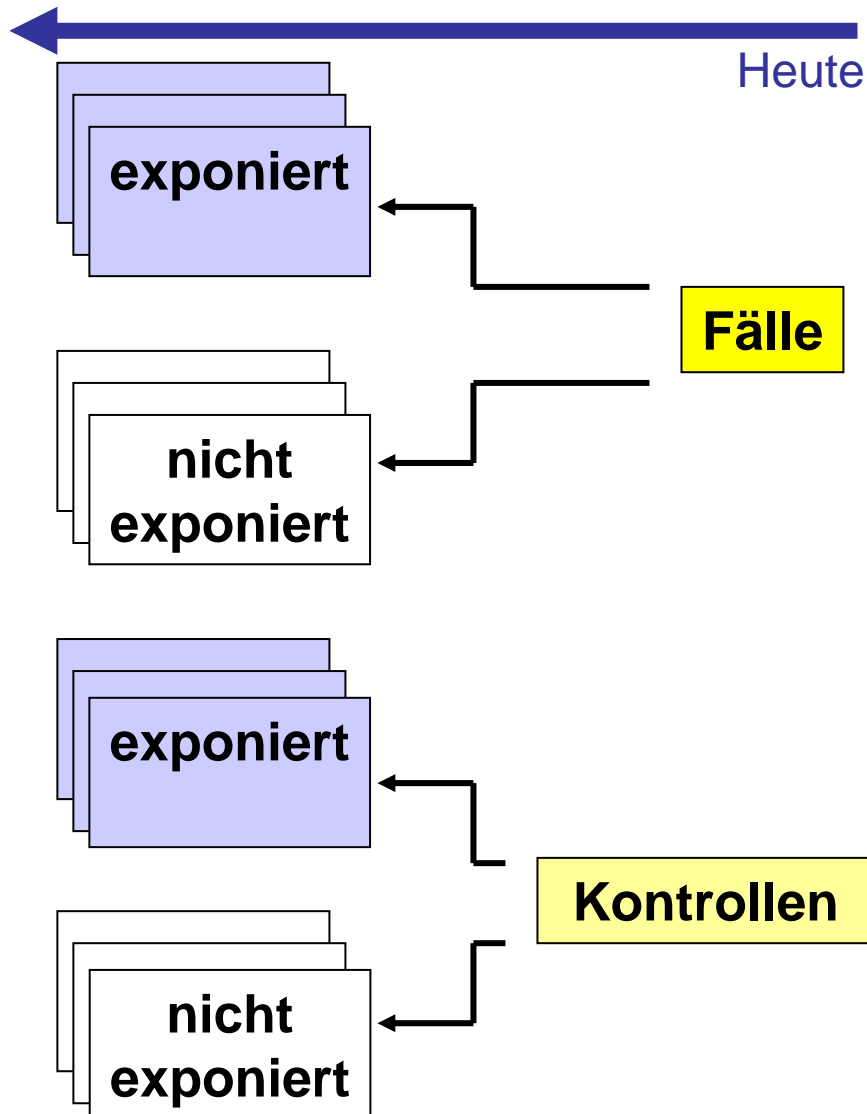 Heute
exponiert
Fälle
nicht
exponiert
exponiert
Kontrollen
nicht
exponiert